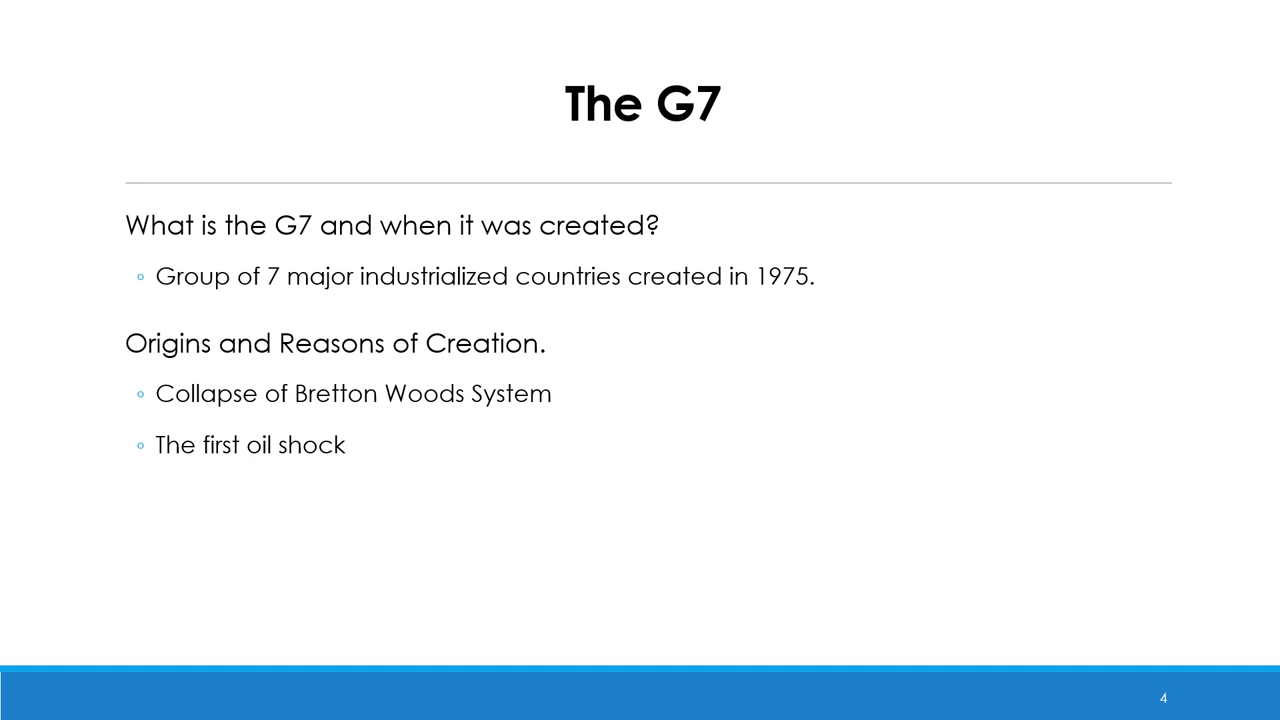 The G7
What is the G7 and when it was created?
◦ Group of 7 major industrialized countries created in 1975.
Origins and Reasons of Creation.
◦ Collapse of Bretton Woods System
◦ The first oil shock
4